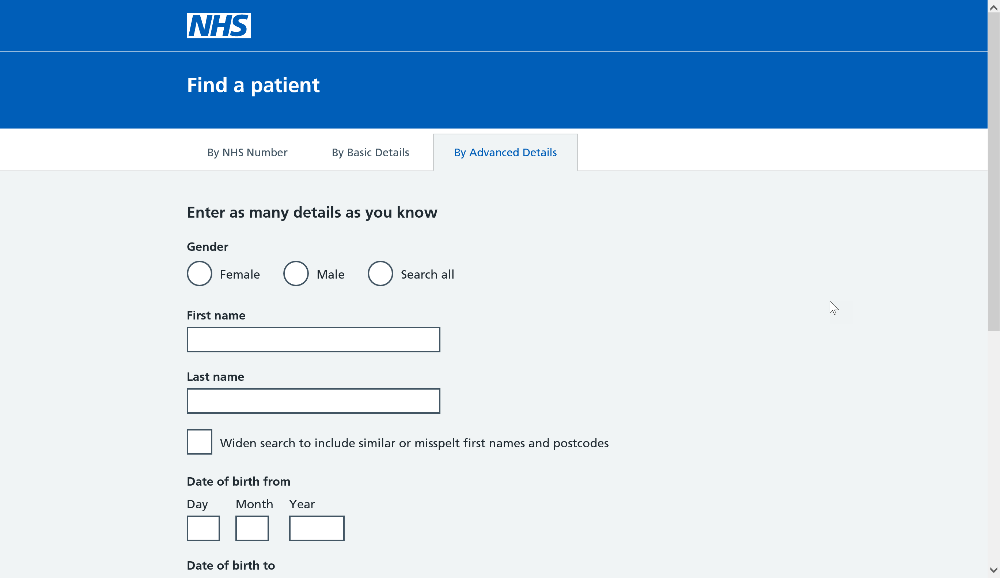 NHS
Find a patient
By NHS Number By Basic Details By Advanced Details
Enter as many details as you know
Gender
Female Male Search all
First name
Last name
Widen search to include similar or misspelt first names and postcodes
Date of birth from
Day Month Year
Date of birth to